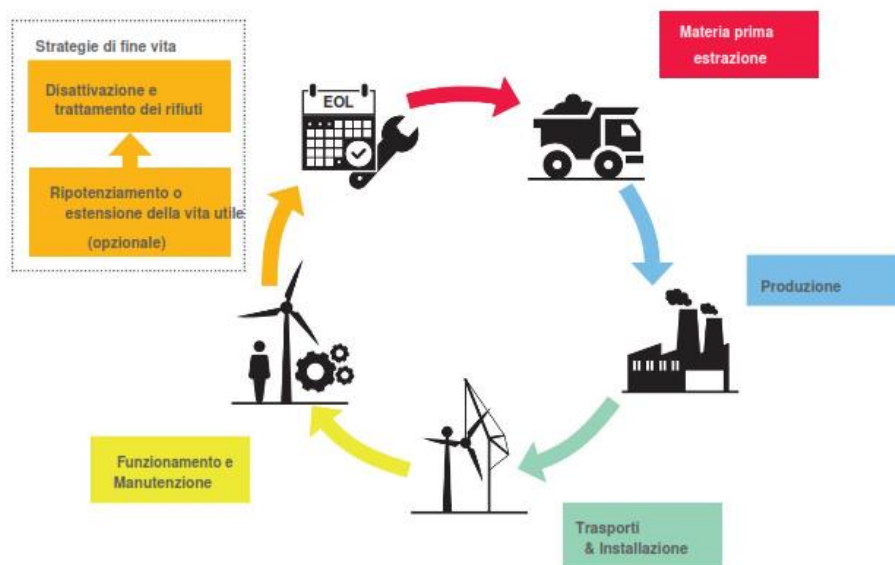 Strategie di fine vita
Disattivazione e
trattamento dei rifiuti
Ripotenziamento o
estensione della vita utile
(opzionale)
EOL
Materia prima
estrazione
Produzione
Trasporti
& Installazione
Funzionamento e
Manutenzione